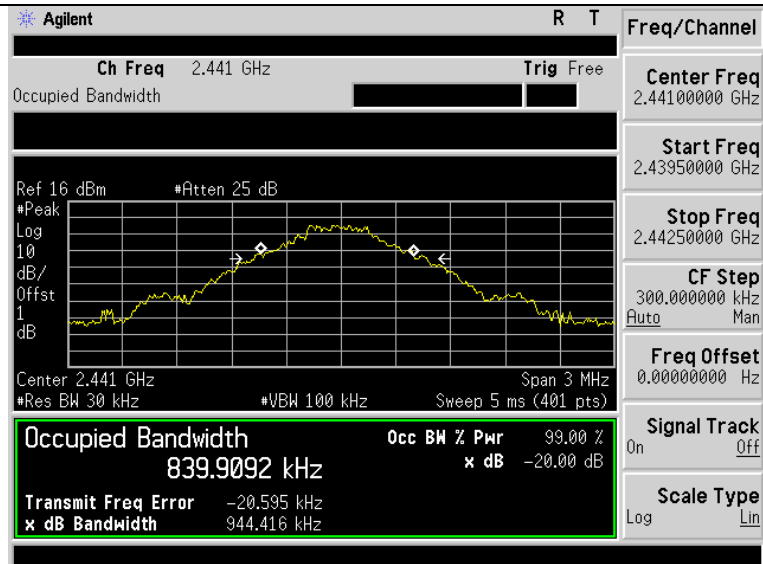 Agilent R T
Ch Freq 2.441 GHz Trig Free
Occupied Bandwidth
Ref 16 dBm #Atten 25 dB
#Peak
Log
10
dB/
Offst
1
dB
Center 2.441 GHz Span 3 MHz
#Res BW 30 kHz #VBW 100 kHz Sweep 5 ms (401 pts)
Occupied Bandwidth Occ BW % Pwr 99.00 %
839.9092 kHz x dB -20.00 dB
Transmit Freq Error -20.595 kHz
x dB Bandwidth 944.416 kHz
Freq/Channel
Center Freq
2.44100000 GHz
Start Freq
2.43950000 GHz
Stop Freq
2.44250000 GHz
CF Step
300.000000 kHz
Auto Man
Freq Offset
0.00000000 Hz
Signal Track
On Off
Scale Type
Log Lin